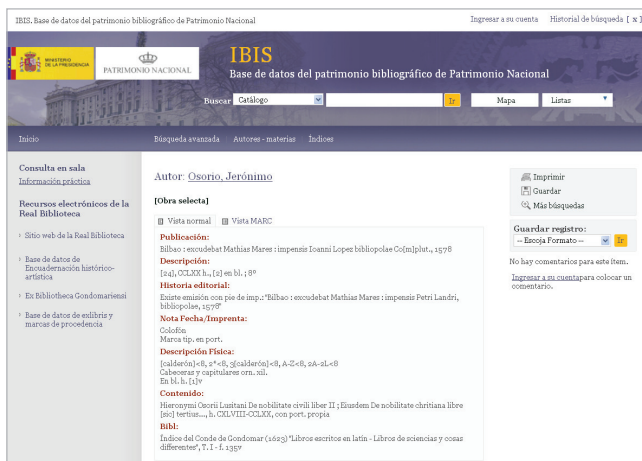 IBIS. Base de datos del patrimonio bibliográfico de Patrimonio Nacional
Ingresar a su cuenta Historial de búsqueda [ x ]
MINISTERIO
DE LA PRESIDENCIA
PATRIMONIO NACIONAL
IBIS
Base de datos del patrimonio bibliográfico de Patrimonio Nacional
Buscar Catálogo Ir Mapa Listas
Inicio
Búsqueda avanzada Autores - materias Índices
Consulta en sala
Información práctica
Recursos electrónicos de la
Real Biblioteca
Sitio web de la Real Biblioteca
Base de datos de
Encuadernación histórico-
artística
Ex Bibliotheca Gondomariensi
Base de datos de exlibris y
marcas de procedencia
Autor: Osorio, Jerónimo
[Obra selecta]
Vista normal Vista MARC
Publicación:
Bilbao : excudebat Mathias Mares : impensis Ioanni Lopez bibliopolae Co[m]plut., 1578
Descripción:
[24], CCLXX h., [2] en bl. ; 8º
Historia editorial:
Existe emisión con pie de imp.: "Bilbao : excudebat Mathias Mares : impensis Petri Landri,
bibliopolae, 1578"
Nota Fecha/Imprenta:
Colofón
Marca tip. en port.
Descripción Física:
[calderón]<8, 2*<8, 3[calderón]<8, A-Z<8, 2A-2L<8
Cabeceras y capitulares orn. xil.
En bl. h. [1]v
Contenido:
Hieronymi Osorii Lusitani De nobilitate civili liber II ; Eiusdem De nobilitate chritiana libre
[sic] tertius..., h. CXLVIII-CCLXX, con port. propia
Bibl:
Índice del Conde de Gondomar (1623) "Libros escritos en latín - Libros de sciencias y cosas
differentes", T. I - f. 135v
Imprimir
Guardar
Más búsquedas
Guardar registro:
-- Escoja Formato -- Ir
No hay comentarios para este ítem.
Ingresar a su cuentapara colocar un
comentario.